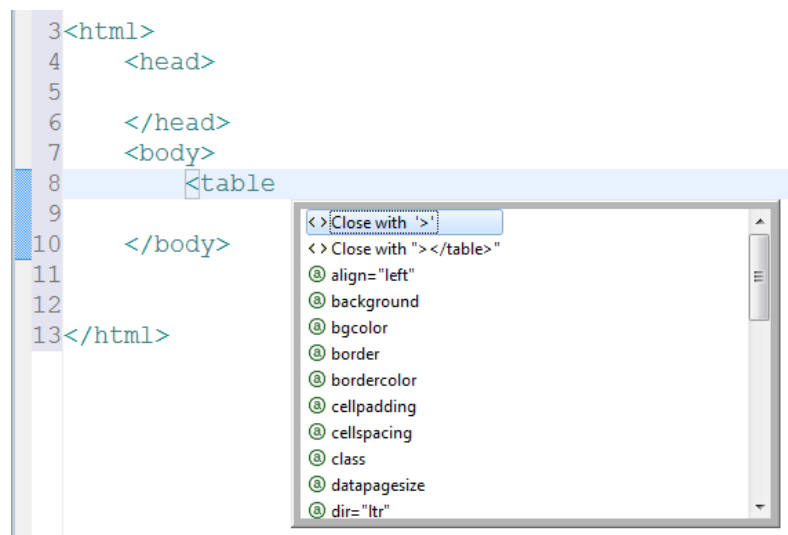 3<html>
4 <head>
5
6 </head>
7 <body>
8 <table
9
10 </body>
11
12
13</html>
<>Close with '>'
<>Close with "></table>"
@ align="left"
@ background
@ bgcolor
@ border
@ bordercolor
@ cellpadding
@ cellspacing
@ class
@ datapagesize
@ dir="ltr"